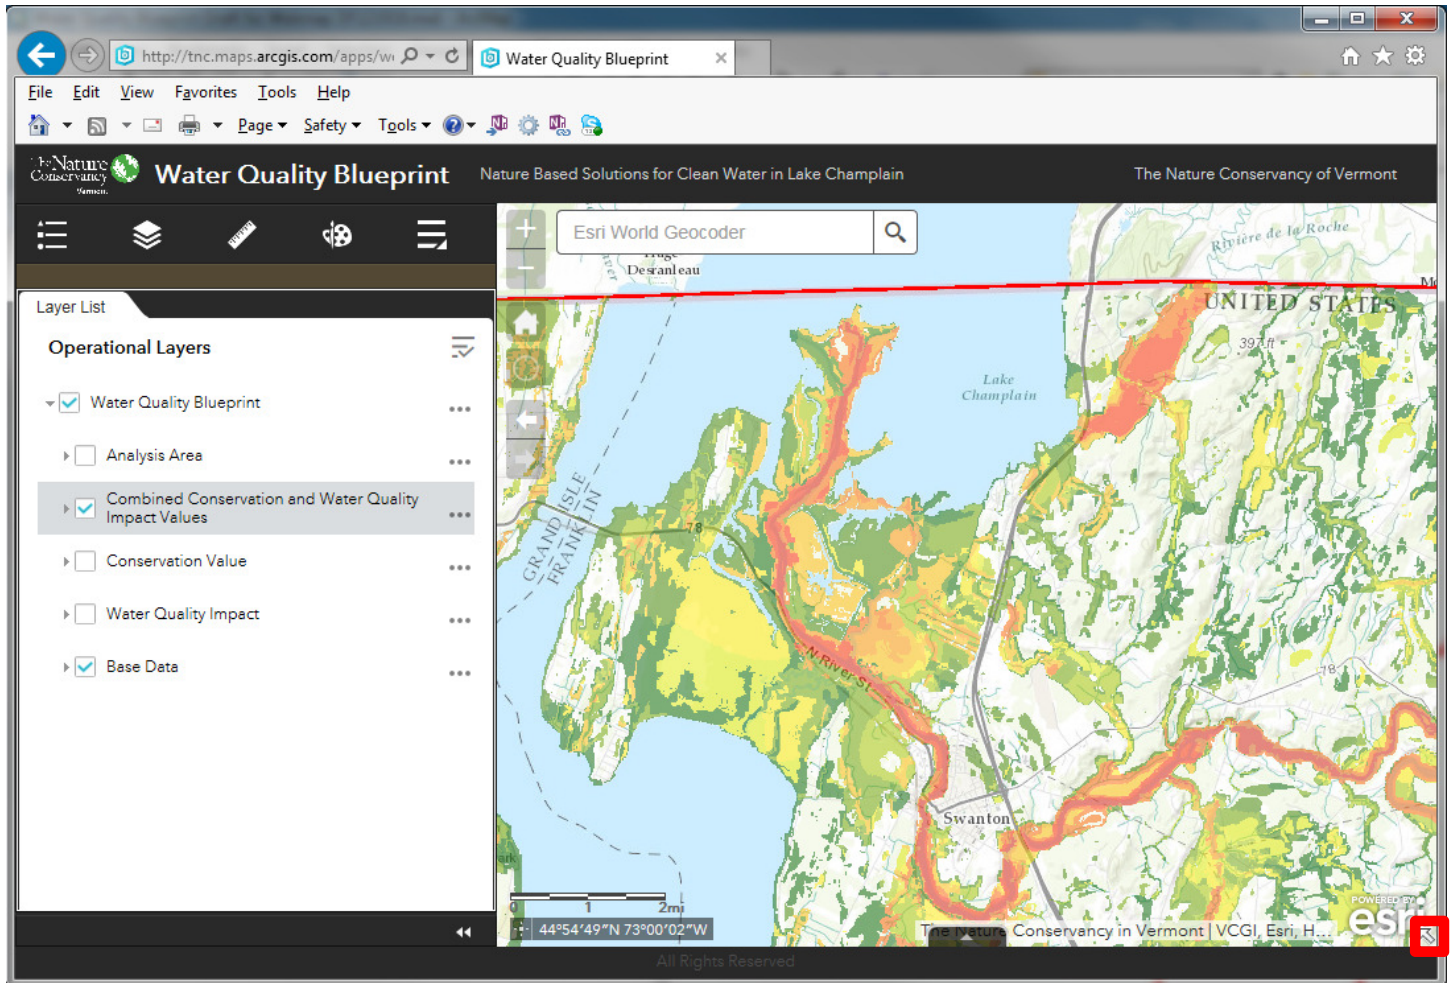 http://tnc.maps.arcgis.com/apps/w
Water Quality Blueprint
File Edit View Favorites Tools Help
Page Safety Tools
The Nature Conservancy
Vermont
Water Quality Blueprint
Nature Based Solutions for Clean Water in Lake Champlain
The Nature Conservancy of Vermont
Esri World Geocoder
Rivière de la Roche
Desranleau
Layer List
UNITED STATES
Operational Layers
397 ft
Lake
Champlain
Water Quality Blueprint
Analysis Area
Combined Conservation and Water Quality
Impact Values
GRAND ISLE
FRANKLIN
78
Conservation Value
Water Quality Impact
N River St
Base Data
78
Swanton
POWERED BY
esri
0 1 2mi
44°54'49"N 73°00'02"W
The Nature Conservancy in Vermont | VCGI, Esri, H...
All Rights Reserved